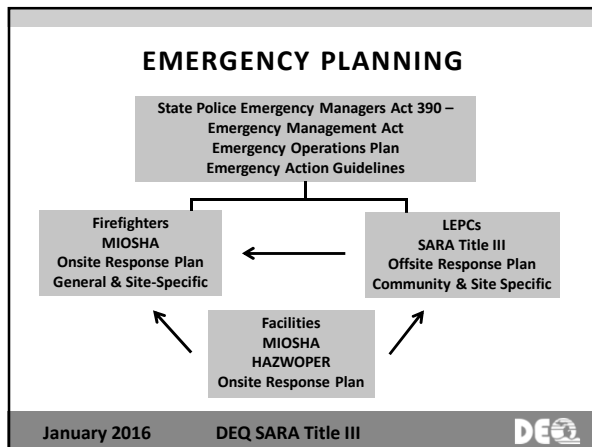 EMERGENCY PLANNING
State Police Emergency Managers Act 390 –
Emergency Management Act
Emergency Operations Plan
Emergency Action Guidelines
Firefighters
MIOSHA
Onsite Response Plan
General & Site-Specific
LEPCs
SARA Title III
Offsite Response Plan
Community & Site Specific
Facilities
MIOSHA
HAZWOPER
Onsite Response Plan
January 2016 DEQ SARA Title III DEQ